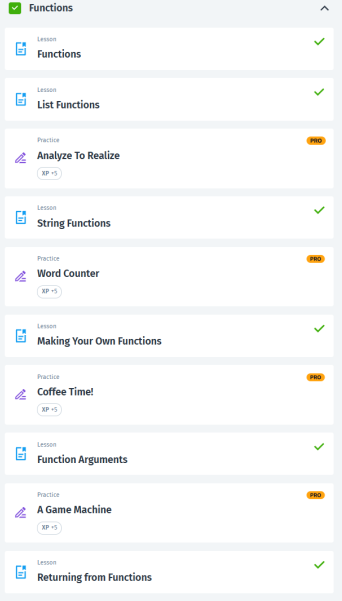 Functions
Lesson
Functions
Lesson
List Functions
Practice
PRO
Analyze To Realize
XP +5
Lesson
String Functions
Practice
PRO
Word Counter
XP +5
Lesson
Making Your Own Functions
Practice
PRO
Coffee Time!
XP +5
Lesson
Function Arguments
Practice
PRO
A Game Machine
XP +5
Lesson
Returning from Functions